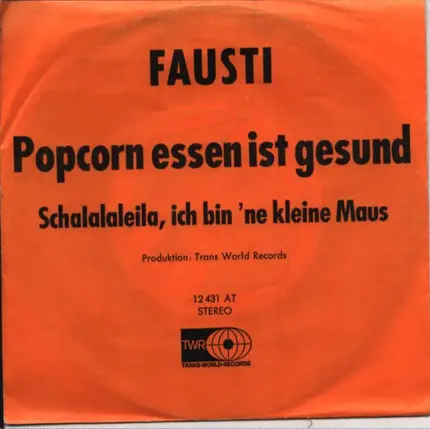 FAUSTI
Popcorn essen ist gesund
Schalalaleila, ich bin 'ne kleine Maus
Produktion: Trans World Records
12 431 AT
STEREO
TWR
TRANS-WORLD-RECORDS